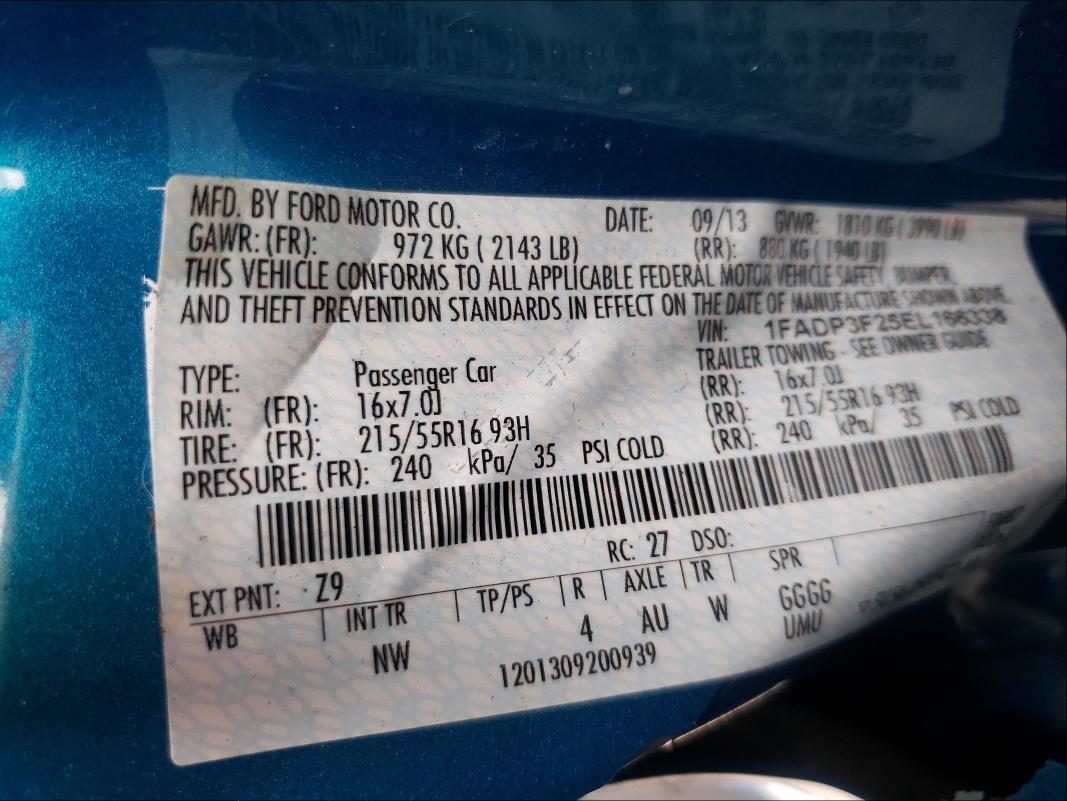 MFD. BY FORD MOTOR CO. DATE: 09/13 GVWR: 1810 KG ( 3990 LB)
GAWR: (FR): 972 KG ( 2143 LB) (RR): 880 KG ( 1940 LB)
THIS VEHICLE CONFORMS TO ALL APPLICABLE FEDERAL MOTOR VEHICLE SAFETY, BUMPER,
AND THEFT PREVENTION STANDARDS IN EFFECT ON THE DATE OF MANUFACTURE SHOWN ABOVE.
VIN: 1FADP3F25EL166338
TYPE: Passenger Car TRAILER TOWING - SEE OWNER GUIDE
RIM: (FR): 16x7.0J (RR): 16x7.0J
TIRE: (FR): 215/55R16 93H (RR): 215/55R16 93H
PRESSURE: (FR): 240 kPa/ 35 PSI COLD (RR): 240 kPa/ 35 PSI COLD
RC: 27 DSO:
EXT PNT: Z9
WB INT TR TP/PS R AXLE TR SPR
NW 4 AU W GGGG
UMU
1201309200939